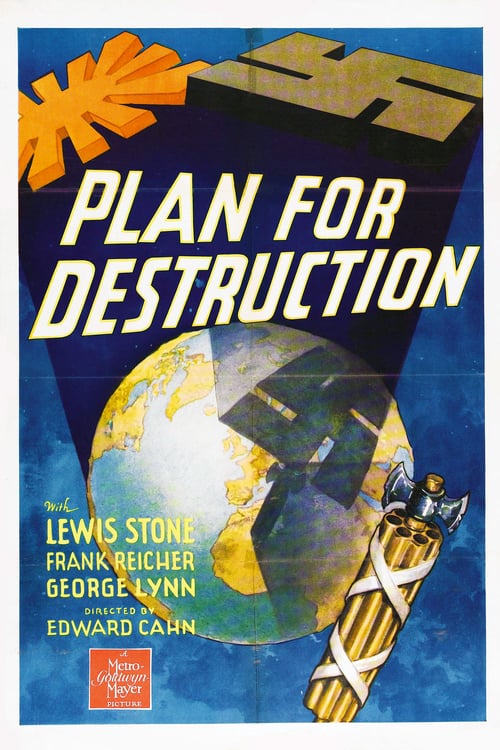 PLAN FOR
DESTRUCTION
With
LEWIS STONE
FRANK REICHER
GEORGE LYNN
DIRECTED BY
EDWARD CAHN
A
Metro-
Goldwyn-
Mayer
PICTURE